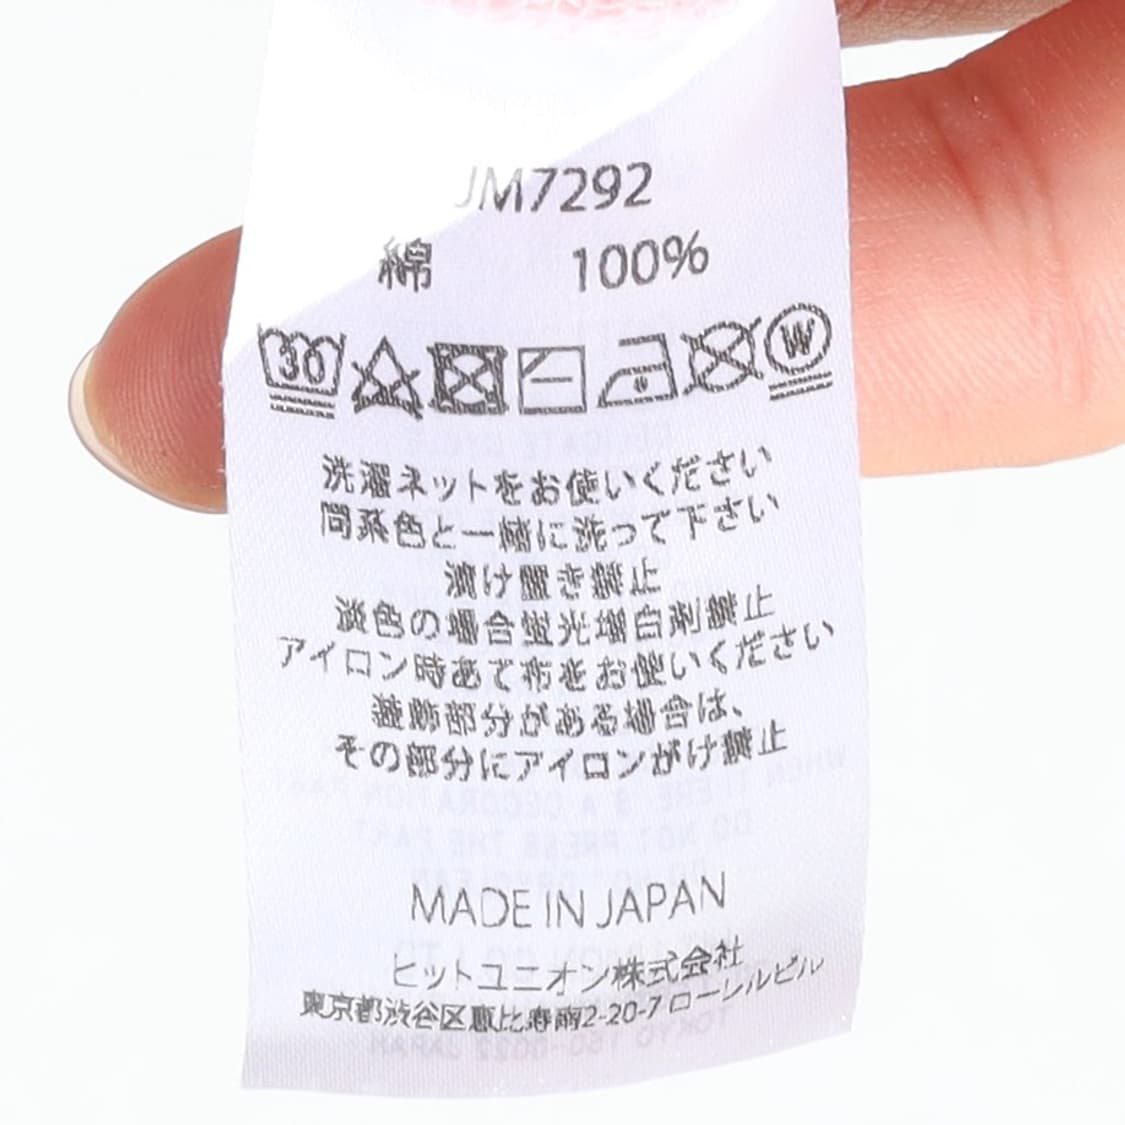 JM7292
綿 100%
30 W
洗濯ネットをお使いください
同系色と一緒に洗って下さい
漬け置き禁止
淡色の場合蛍光増白剤禁止
アイロン時あて布をお使いください
装飾部分がある場合は、
その部分にアイロンがけ禁止
MADE IN JAPAN
ヒットユニオン株式会社
東京都渋谷区恵比寿南2-20-7 ローレルビル